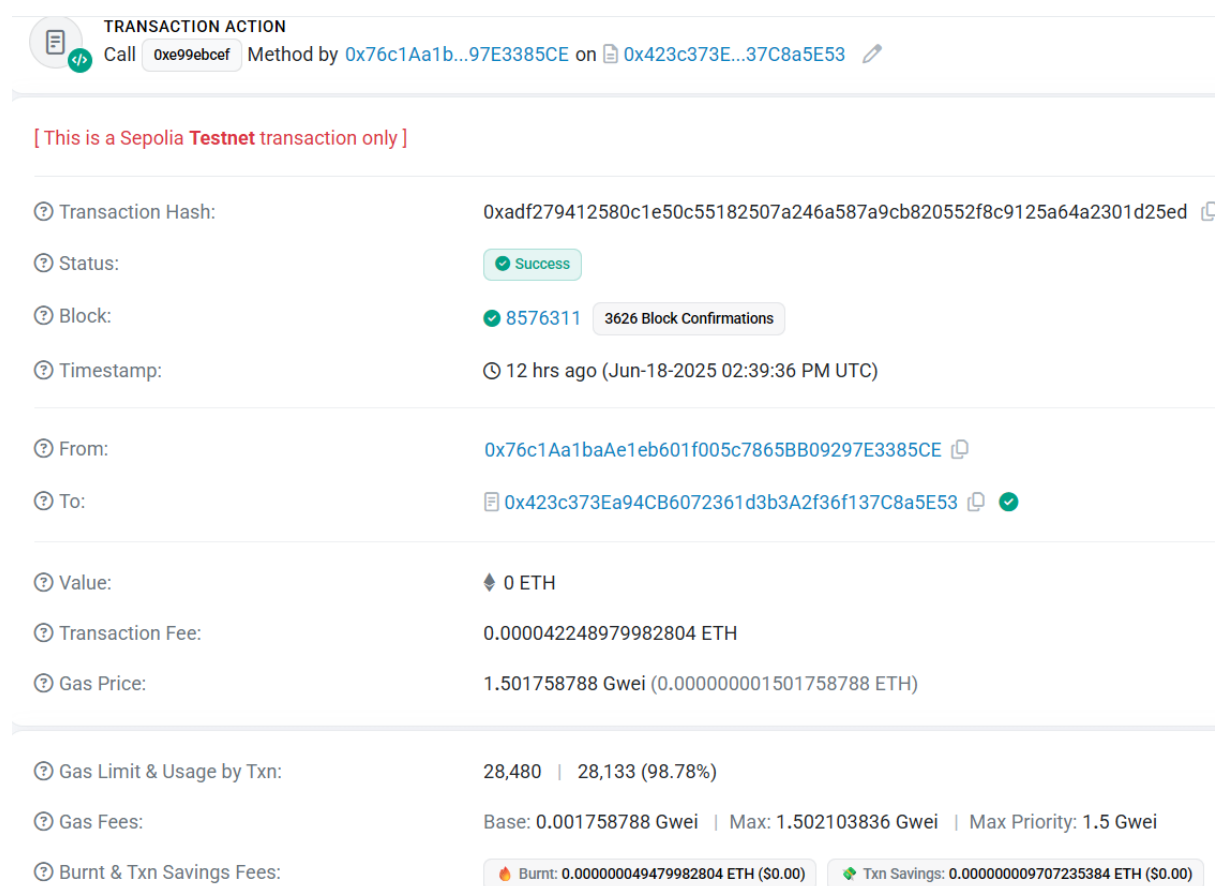 TRANSACTION ACTION
Call 0xe99ebcef Method by 0x76c1Aa1b...97E3385CE on 0x423c373E...37C8a5E53
[ This is a Sepolia Testnet transaction only ]
Transaction Hash: 0xadf279412580c1e50c55182507a246a587a9cb820552f8c9125a64a2301d25ed
Status: Success
Block: 8576311 3626 Block Confirmations
Timestamp: 12 hrs ago (Jun-18-2025 02:39:36 PM UTC)
From: 0x76c1Aa1baAe1eb601f005c7865BB09297E3385CE
To: 0x423c373Ea94CB6072361d3b3A2f36f137C8a5E53
Value: 0 ETH
Transaction Fee: 0.000042248979982804 ETH
Gas Price: 1.501758788 Gwei (0.000000001501758788 ETH)
Gas Limit & Usage by Txn: 28,480 | 28,133 (98.78%)
Gas Fees: Base: 0.001758788 Gwei | Max: 1.502103836 Gwei | Max Priority: 1.5 Gwei
Burnt & Txn Savings Fees: Burnt: 0.000000049479982804 ETH ($0.00) Txn Savings: 0.000000009707235384 ETH ($0.00)